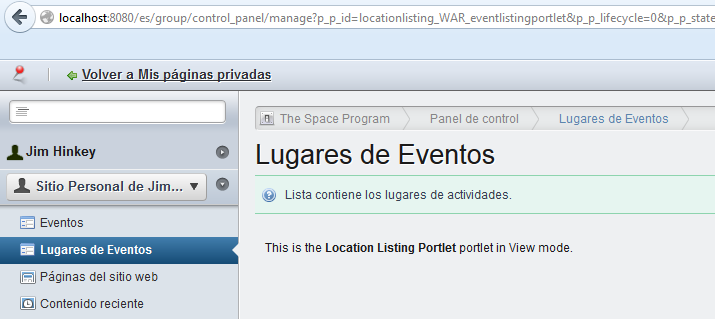 localhost:8080/es/group/control_panel/manage?p_p_id=locationlisting_WAR_eventlistingportlet&p_p_lifecycle=0&p_p_state
Volver a Mis páginas privadas
Jim Hinkey
Sitio Personal de Jim...
Eventos
Lugares de Eventos
Páginas del sitio web
Contenido reciente
The Space Program
Panel de control
Lugares de Eventos
Lugares de Eventos
Lista contiene los lugares de actividades.
This is the Location Listing Portlet portlet in View mode.